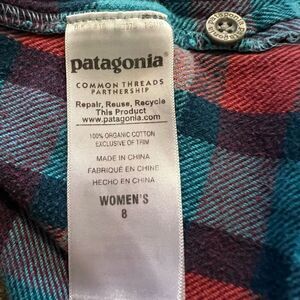 patagonia
COMMON THREADS
PARTNERSHIP
Repair, Reuse, Recycle
This Product
www.patagonia.com
100% ORGANIC COTTON
EXCLUSIVE OF TRIM
MADE IN CHINA
FABRIQUÉ EN CHINE
HECHO EN CHINA
WOMEN'S
8